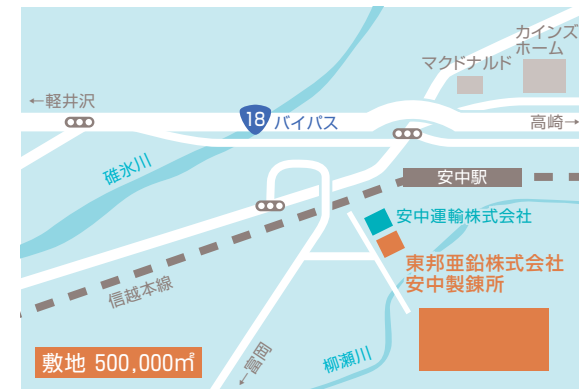 カインズ
ホーム
マクドナルド
←軽井沢
18 バイパス
高崎→
碓氷川
安中駅
安中運輸株式会社
東邦亜鉛株式会社
安中製錬所
信越本線
敷地 500,000㎡
←富岡
柳瀬川